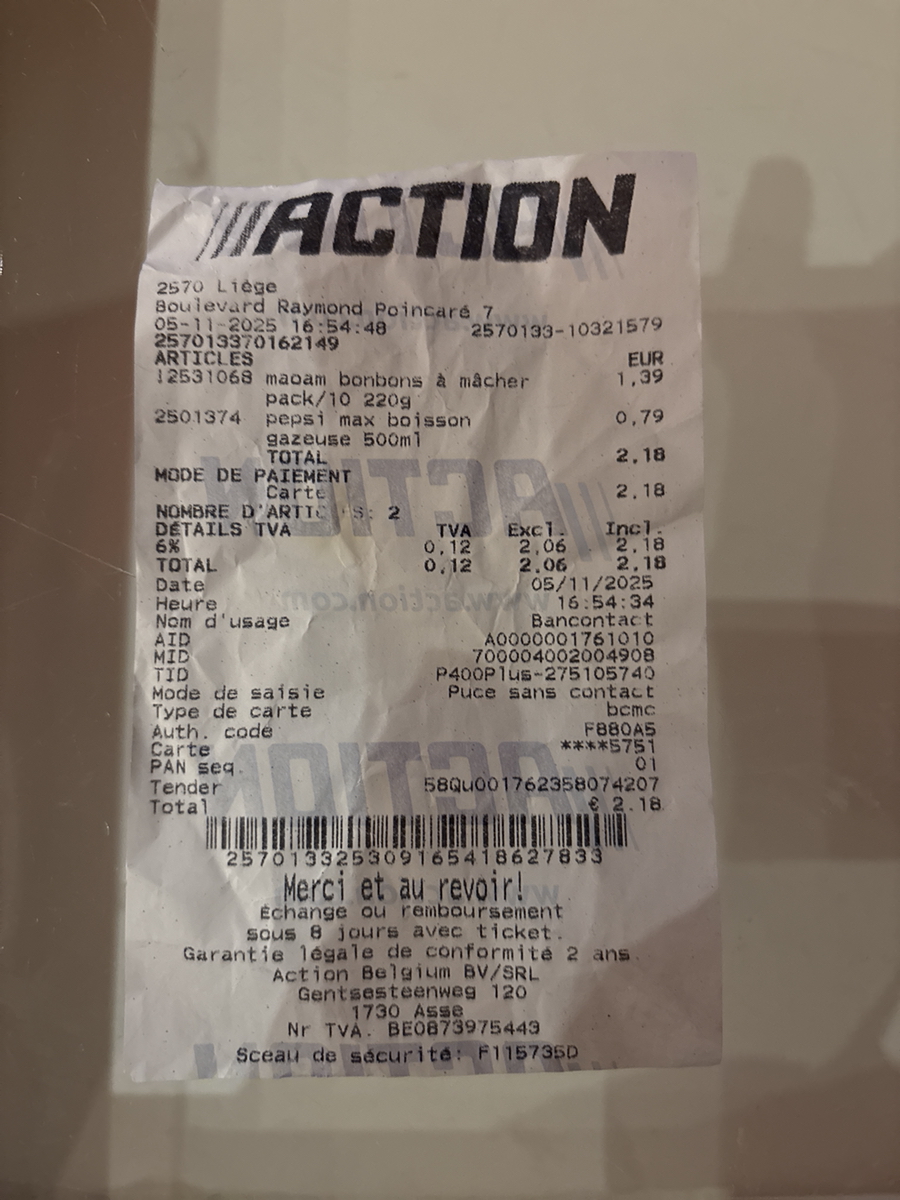 ACTION
2570 Liège
Boulevard Raymond Poincaré 7
05-11-2025 16:54:48 2570133-10321579
257013370162149
ARTICLES EUR
12531068 maoam bonbons à mâcher 1,39
pack/10 220g
2501374 pepsi max boisson 0,79
gazeuse 500ml
TOTAL 2,18
MODE DE PAIEMENT
Carte 2,18
NOMBRE D'ARTIC S: 2
DÉTAILS TVA TVA Excl. Incl.
6% 0,12 2,06 2,18
TOTAL 0,12 2,06 2,18
Date 05/11/2025
Heure 16:54:34
Nom d'usage Bancontact
AID A0000001761010
MID 700004002004908
TID P400Plus-275105740
Mode de saisie Puce sans contact
Type de carte bcmc
Auth. code F880A5
Carte ****5751
PAN seq. 01
Tender 58Qu001762358074207
Total € 2.18
257013325309165418627833
Merci et au revoir!
Échange ou remboursement
sous 8 jours avec ticket.
Garantie légale de conformité 2 ans.
Action Belgium BV/SRL
Gentsesteenweg 120
1730 Asse
Nr TVA. BE0873975443
Sceau de sécurité: F115735D